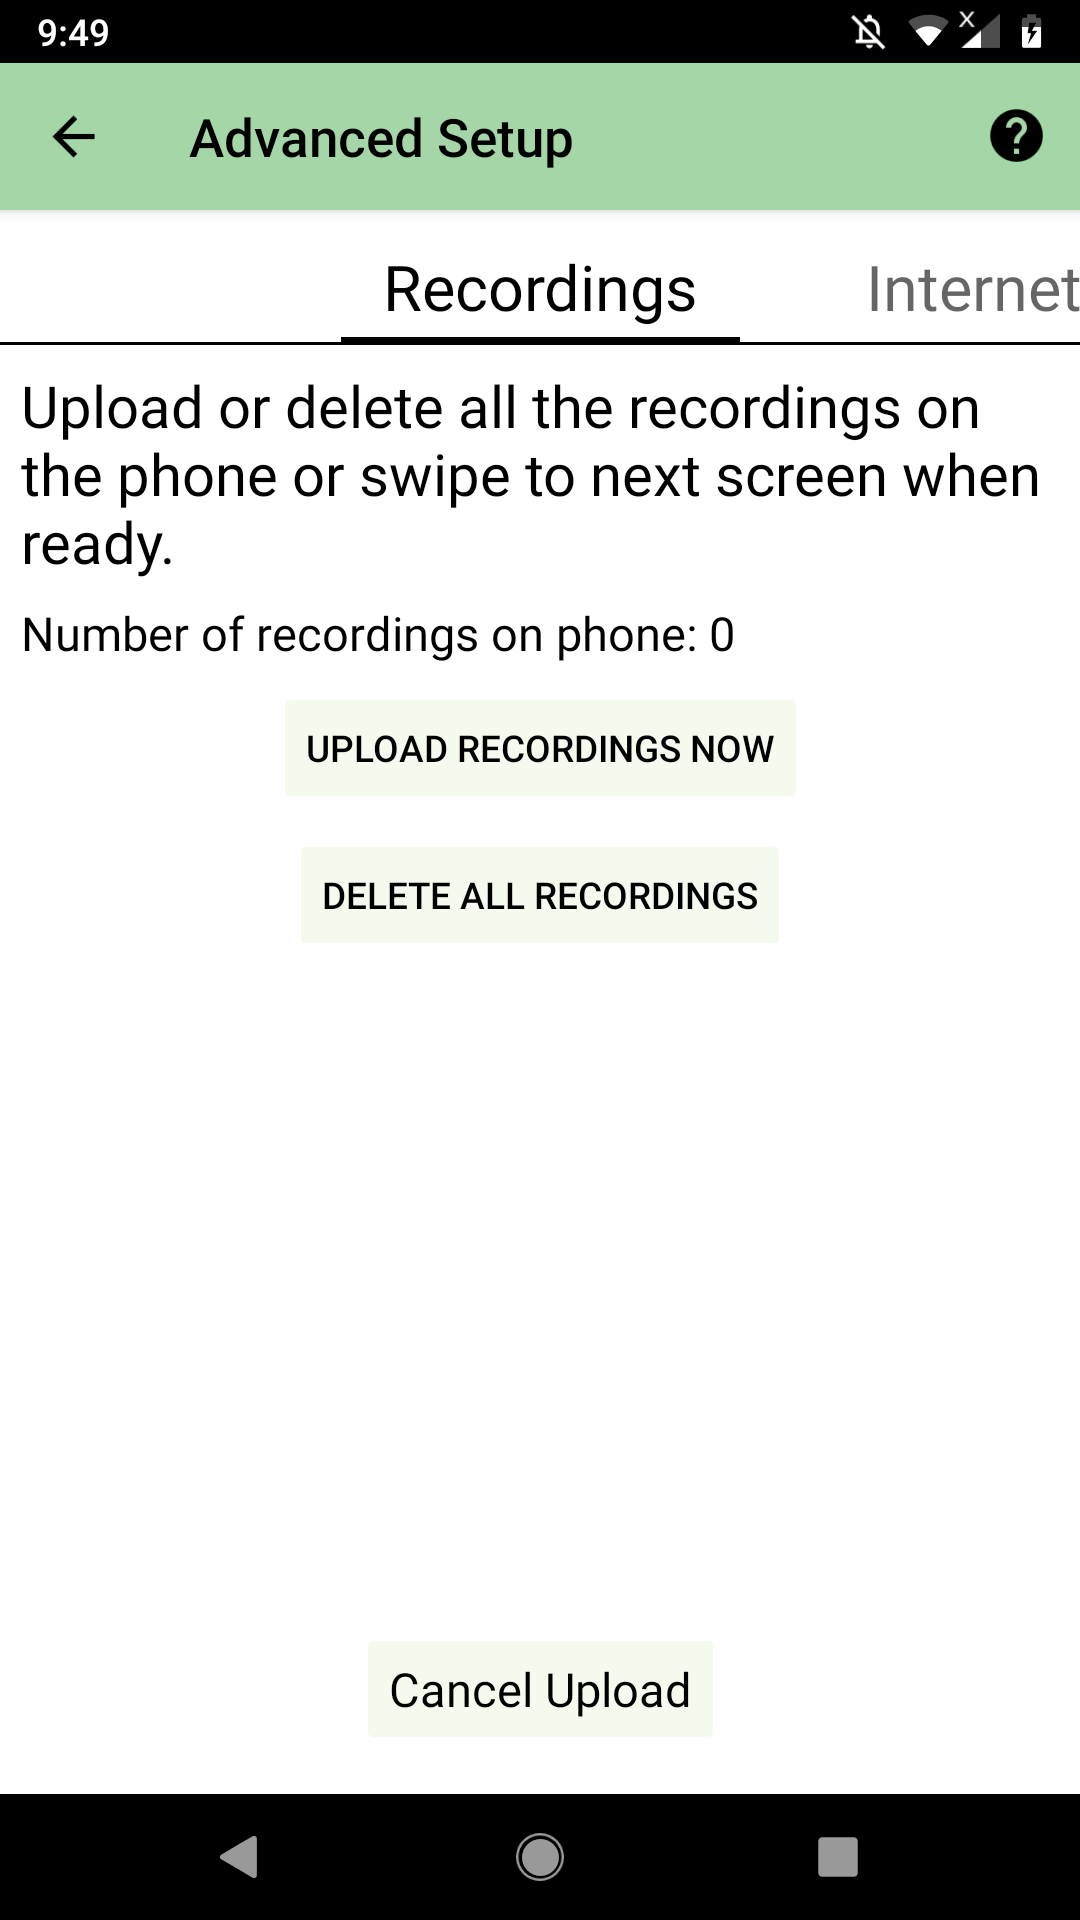 9:49
Advanced Setup
Recordings
Internet
Upload or delete all the recordings on
the phone or swipe to next screen when
ready.
Number of recordings on phone: 0
UPLOAD RECORDINGS NOW
DELETE ALL RECORDINGS
Cancel Upload